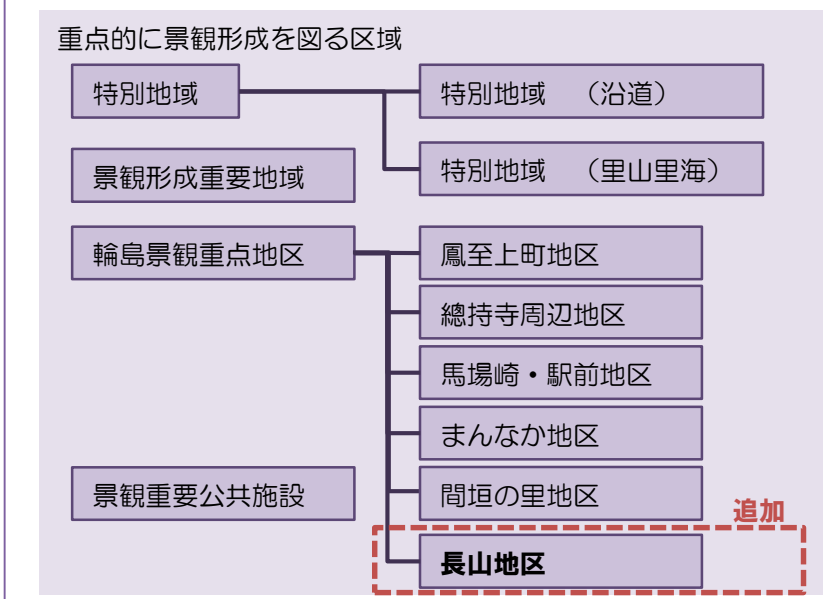 重点的に景観形成を図る区域
特別地域
特別地域 （沿道）
特別地域 （里山里海）
景観形成重要地域
輪島景観重点地区
鳳至上町地区
總持寺周辺地区
馬場崎・駅前地区
まんなか地区
景観重要公共施設
間垣の里地区
追加
長山地区